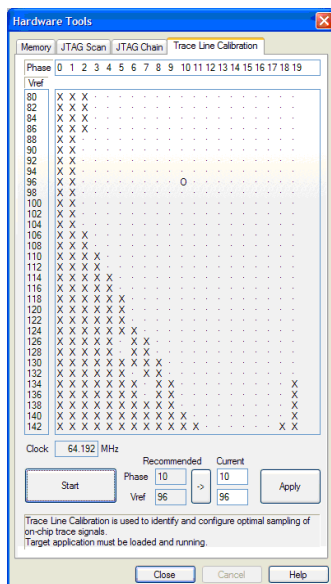 Hardware Tools
Memory JTAG Scan JTAG Chain Trace Line Calibration
Phase 0 1 2 3 4 5 6 7 8 9 10 11 12 13 14 15 16 17 18 19
Vref
80 X X X
82 X X X
84 X X X
86 X X X
88 X X
90 X X
92 X X
94 X X
96 X X O
98 X X
100 X X
102 X X
104 X X
106 X X X
108 X X X
110 X X X X
112 X X X X
114 X X X X X
116 X X X X X
118 X X X X X X
120 X X X X X X
122 X X X X X X
124 X X X X X X X
126 X X X X X X X
128 X X X X X X X
130 X X X X X X X X X
132 X X X X X X X
134 X X X X X X X X X
136 X X X X X X X X X
138 X X X X X X X X X
140 X X X X X X X X X X X X
142 X X X X X X X X X X X X X X
Clock: 64.192 MHz
Recommended Current
Start Phase 10 -> 10 Apply
Vref 96 96
Trace Line Calibration is used to identify and configure optimal sampling of
on-chip trace signals.
Target application must be loaded and running.
Close Cancel Help